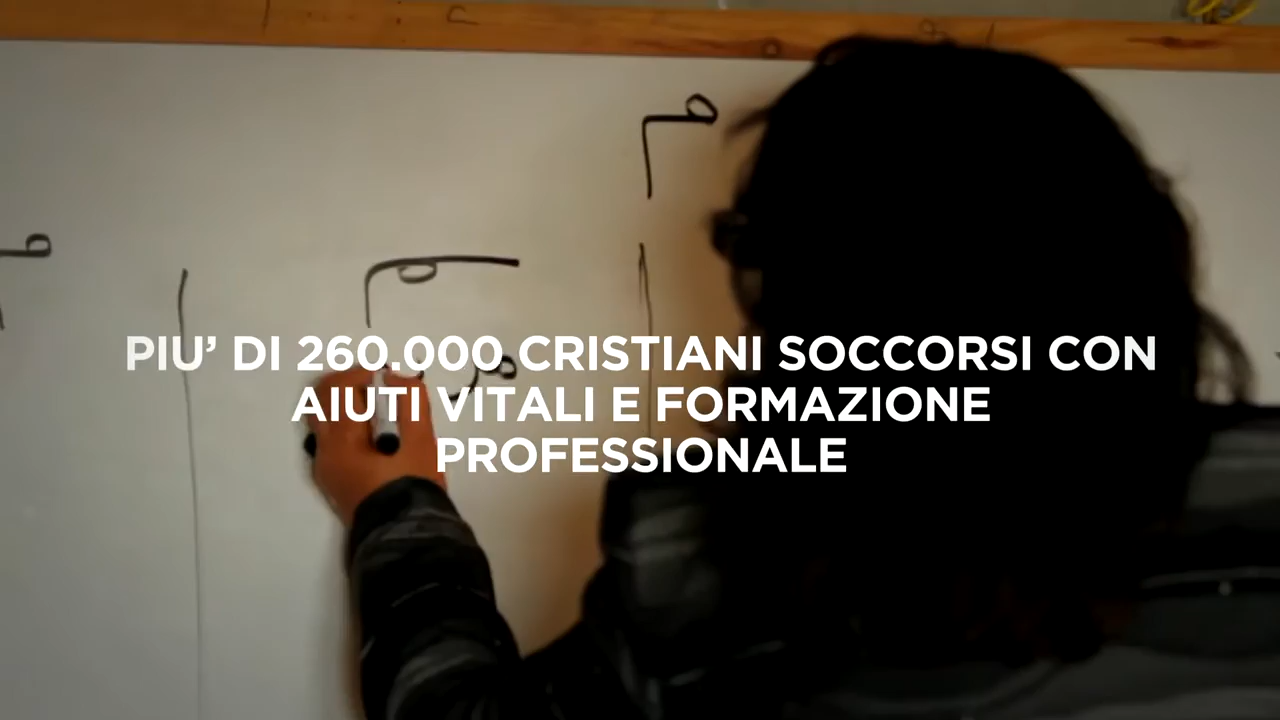 PIU’ DI 260.000 CRISTIANI SOCCORSI CON
AIUTI VITALI E FORMAZIONE
PROFESSIONALE